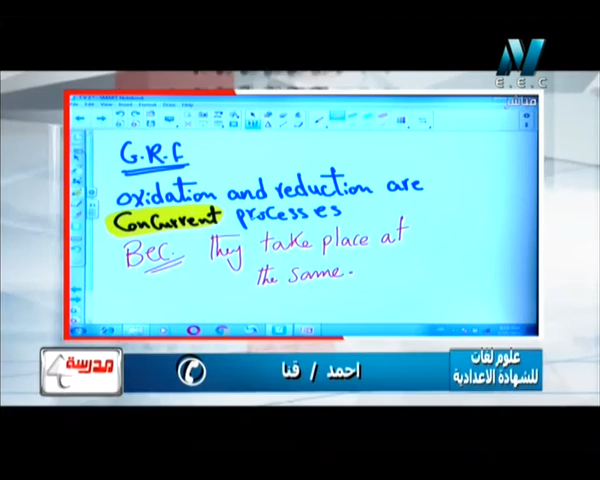 E.E.C
مباشر
G.R.F
oxidation and reduction are
Concurrent processes
Bec. they take place at
the same.
مدرسة
احمد / قنا
علوم لغات
للشهادة الاعدادية